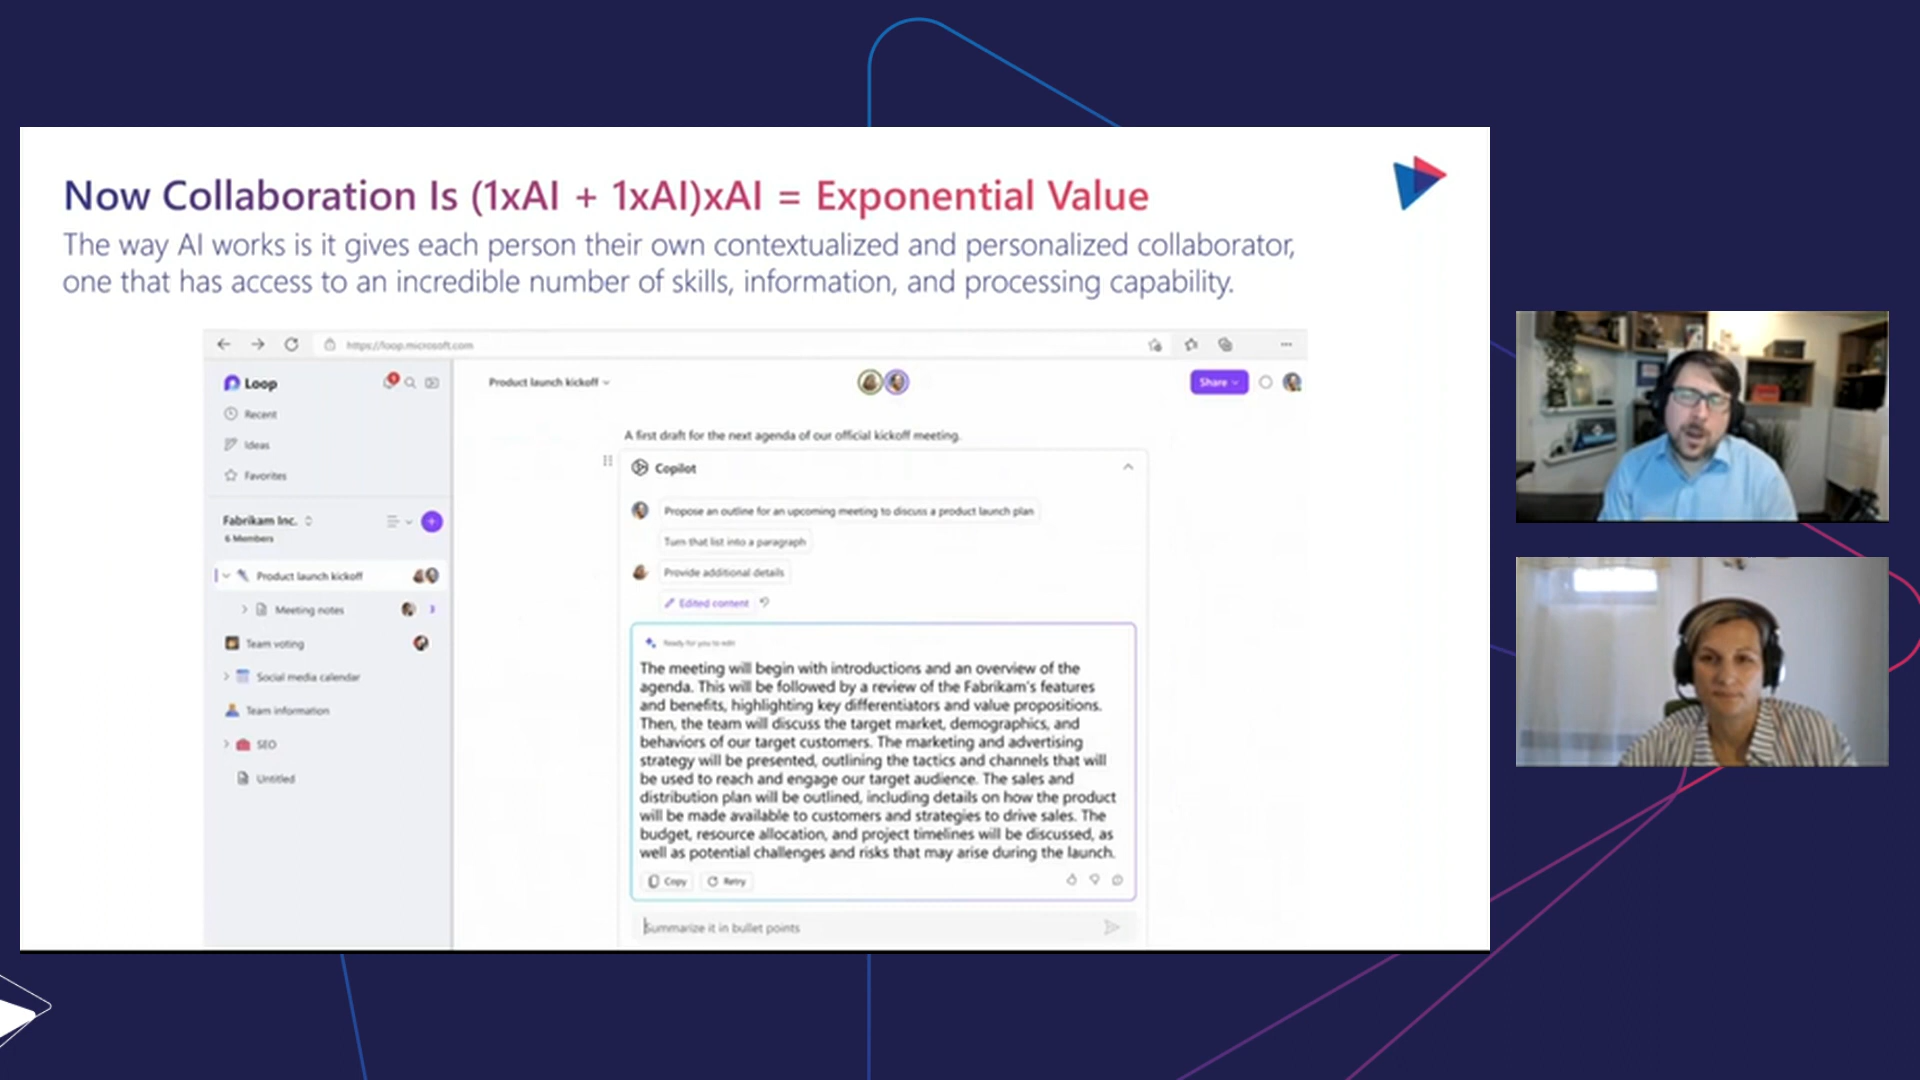 Now Collaboration Is (1xAI + 1xAI)xAI = Exponential Value
The way AI works is it gives each person their own contextualized and personalized collaborator,
one that has access to an incredible number of skills, information, and processing capability.
https://loop.microsoft.com
Loop
Recent
Ideas
Favorites
Fabrikam Inc.
6 Members
Product launch kickoff
Meeting notes
Team voting
Social media calendar
Team information
SEO
Untitled
Product launch kickoff
Share
A first draft for the next agenda of our official kickoff meeting.
Copilot
Propose an outline for an upcoming meeting to discuss a product launch plan
Turn that list into a paragraph
Provide additional details
Edited content
Ready for you to edit
The meeting will begin with introductions and an overview of the
agenda. This will be followed by a review of the Fabrikam's features
and benefits, highlighting key differentiators and value propositions.
Then, the team will discuss the target market, demographics, and
behaviors of our target customers. The marketing and advertising
strategy will be presented, outlining the tactics and channels that will
be used to reach and engage our target audience. The sales and
distribution plan will be outlined, including details on how the product
will be made available to customers and strategies to drive sales. The
budget, resource allocation, and project timelines will be discussed, as
well as potential challenges and risks that may arise during the launch.
Copy
Retry
Summarize it in bullet points